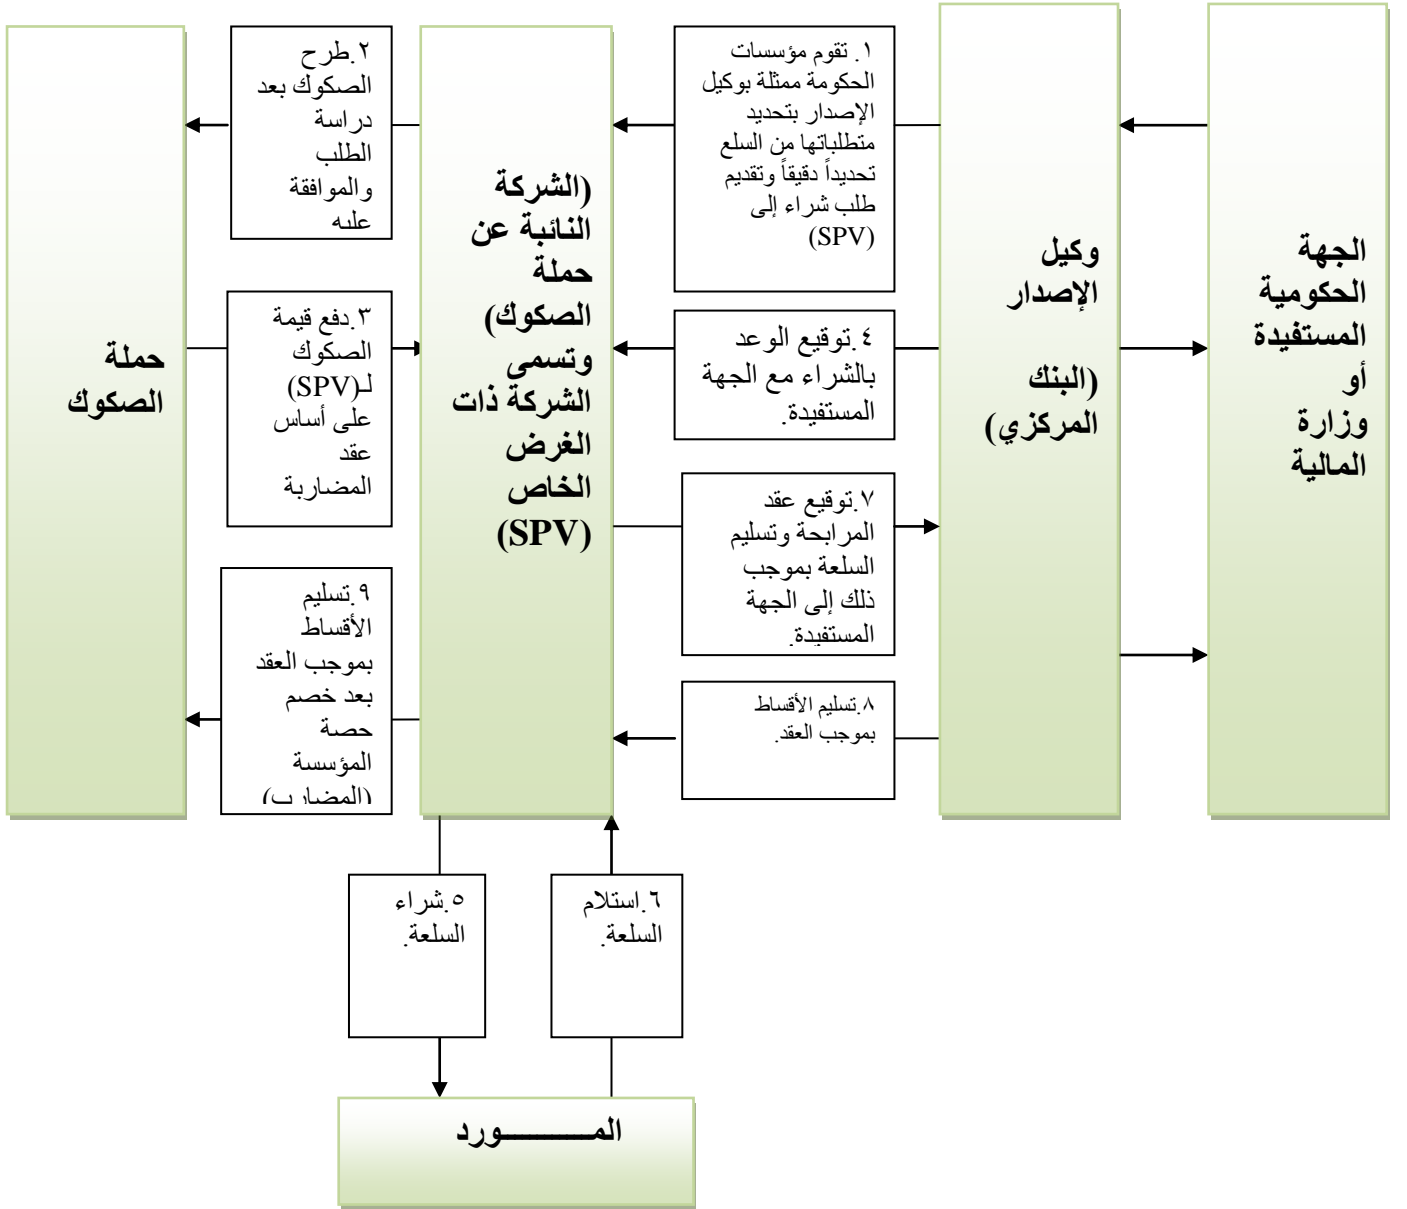 الجهة
الحكومية
المستفيدة
أو
وزارة
المالية
وكيل
الإصدار
(البنك
المركزي)
١. تقوم مؤسسات
الحكومة ممثلة بوكيل
الإصدار بتحديد
متطلباتها من السلع
تحديداً دقيقاً وتقديم
طلب شراء إلى
(SPV)
٤.توقيع الوعد
بالشراء مع الجهة
المستفيدة.
٧.توقيع عقد
المرابحة وتسليم
السلعة بموجب
ذلك إلى الجهة
المستفيدة.
٨.تسليم الأقساط
بموجب العقد.
(الشركة
النائبة عن
حملة
الصكوك)
وتسمى
الشركة ذات
الغرض
الخاص
(SPV)
٢.طرح
الصكوك بعد
دراسة
الطلب
والموافقة
عليه
٣.دفع قيمة
الصكوك
لـ(SPV)
على أساس
عقد
المضاربة
٩.تسليم
الأقساط
بموجب العقد
بعد خصم
حصة
المؤسسة
(المضارب)
حملة
الصكوك
٦.استلام
السلعة.
٥.شراء
السلعة.
المـــــــــــورد